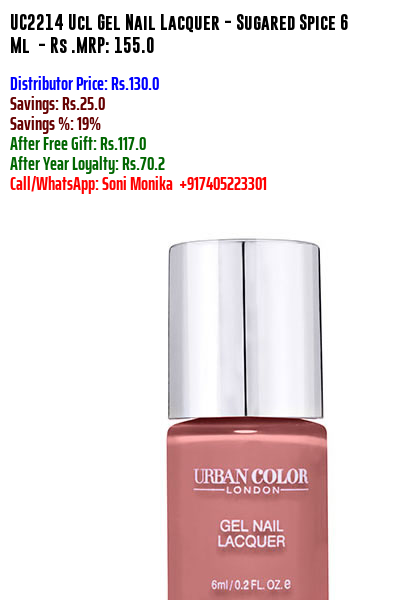 UC2214 Ucl Gel Nail Lacquer - Sugared Spice 6
Ml - Rs .MRP: 155.0
Distributor Price: Rs.130.0
Savings: Rs.25.0
Savings %: 19%
After Free Gift: Rs.117.0
After Year Loyalty: Rs.70.2
Call/WhatsApp: Soni Monika +917405223301
URBAN COLOR
LONDON
GEL NAIL
LACQUER
6ml/0.2 FL. OZ. e